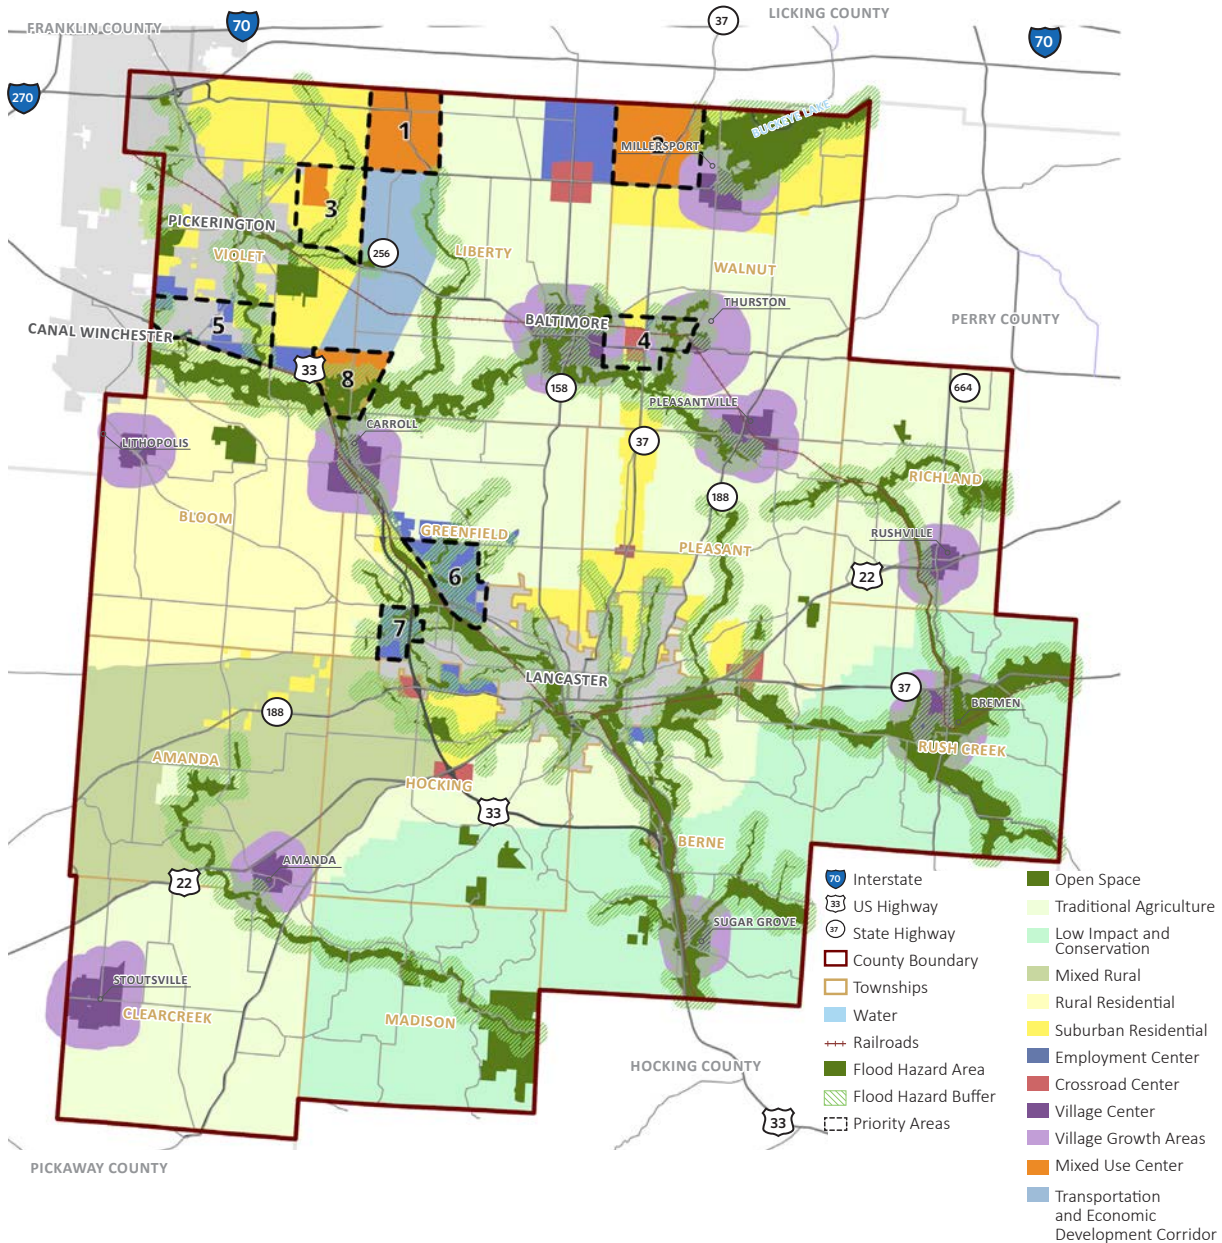 37
LICKING COUNTY
FRANKLIN COUNTY
70
70
270
BUCKEYE LAKE
1
2
MILLERSPORT
3
PICKERINGTON
VIOLET
256
LIBERTY
WALNUT
THURSTON
5
BALTIMORE
PERRY COUNTY
CANAL WINCHESTER
4
33
8
158
664
PLEASANTVILLE
CARROLL
LITHOPOLIS
37
RICHLAND
188
BLOOM
GREENFIELD
RUSHVILLE
PLEASANT
6
22
7
LANCASTER
37
BREMEN
188
RUSH CREEK
AMANDA
HOCKING
33
BERNE
AMANDA
22
SUGAR GROVE
STOUTSVILLE
CLEARCREEK
MADISON
HOCKING COUNTY
33
PICKAWAY COUNTY
70 Interstate
33 US Highway
37 State Highway
County Boundary
Townships
Water
Railroads
Flood Hazard Area
Flood Hazard Buffer
Priority Areas
Open Space
Traditional Agriculture
Low Impact and
Conservation
Mixed Rural
Rural Residential
Suburban Residential
Employment Center
Crossroad Center
Village Center
Village Growth Areas
Mixed Use Center
Transportation
and Economic
Development Corridor